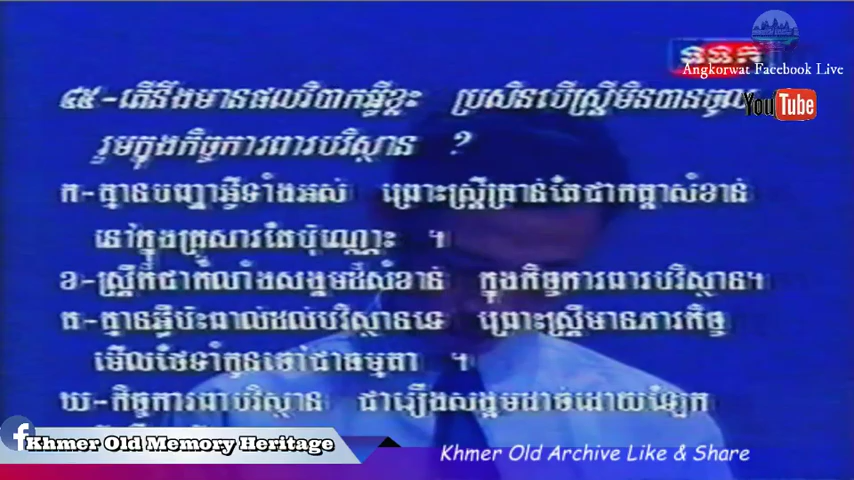 ទទក
Angkorwat Facebook Live
YouTube
៤៥-តើនឹងមានផលវិបាកអ្វីខ្លះ ប្រសិនបើស្ត្រីមិនបានចូល
រួមក្នុងកិច្ចការពារបរិស្ថាន ?
ក-គ្មានបញ្ហាអ្វីទាំងអស់ ព្រោះស្ត្រីគ្រាន់តែជាកត្តាសំខាន់
នៅក្នុងគ្រួសារតែប៉ុណ្ណោះ ។
ខ-ស្ត្រីក៏ជាកំលាំងសង្គមដ៏សំខាន់ ក្នុងកិច្ចការពារបរិស្ថាន។
គ-គ្មានអ្វីប៉ះពាល់ដល់បរិស្ថានទេ ព្រោះស្ត្រីមានភារកិច្ច
មើលថែទាំកូនចៅជាធម្មតា ។
ឃ-កិច្ចការពាបរិស្ថាន ជារឿងសង្គមដាច់ដោយឡែក
Khmer Old Memory Heritage
Khmer Old Archive Like & Share